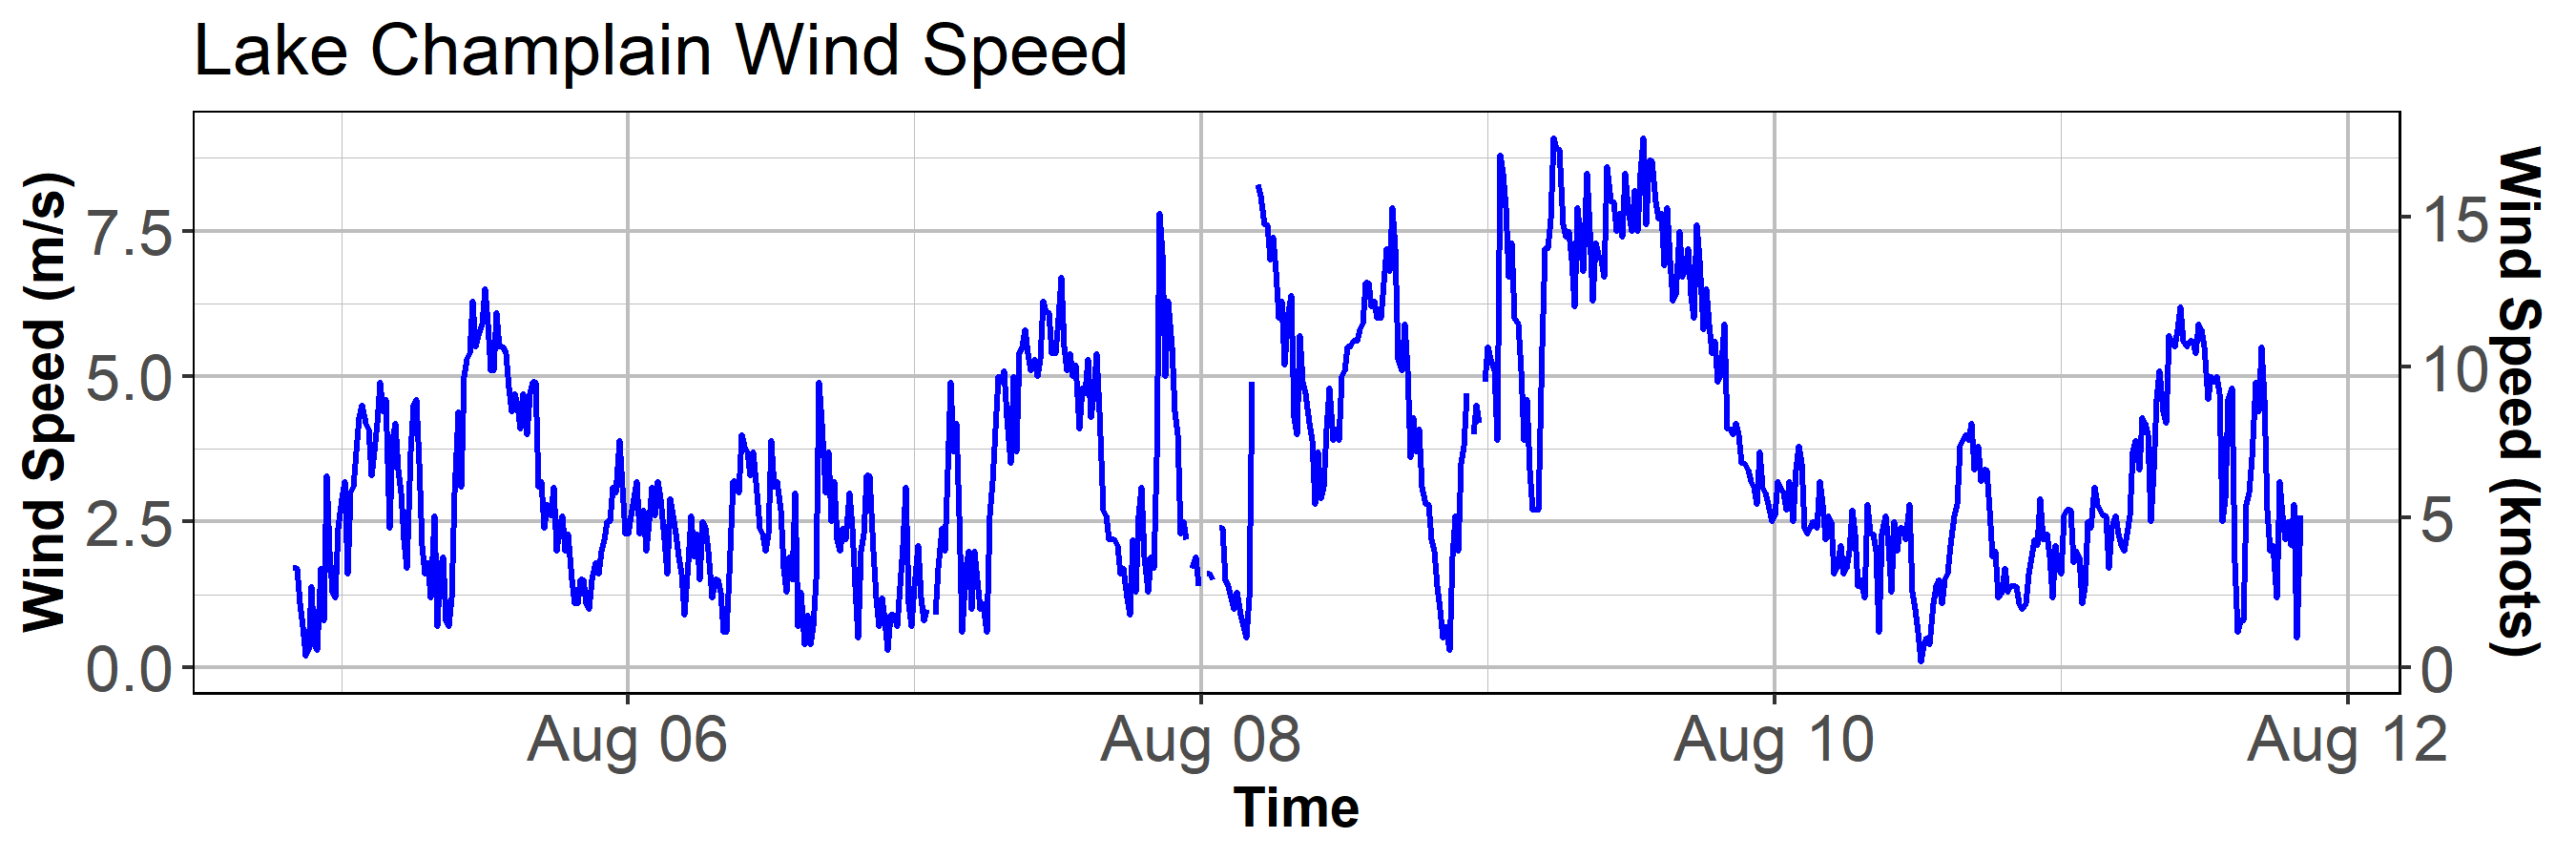 Lake Champlain Wind Speed
Wind Speed (m/s)
7.5
5.0
2.5
0.0
15
10
5
0
Wind Speed (knots)
Aug 06
Aug 08
Aug 10
Aug 12
Time